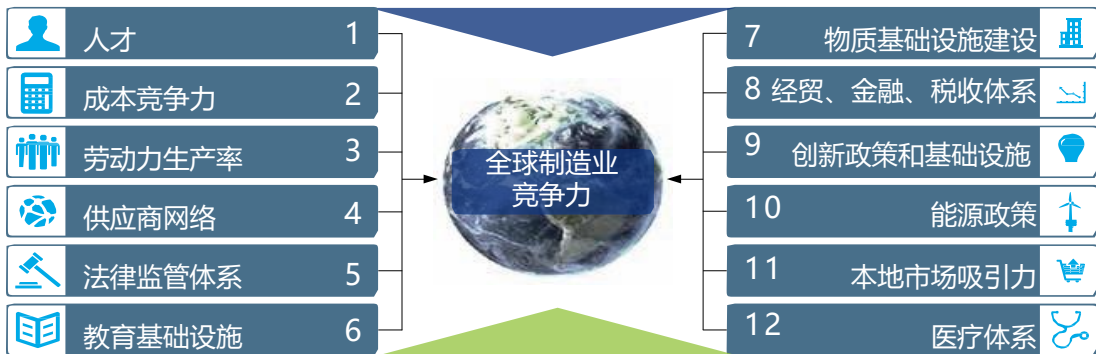 人才 1
成本竞争力 2
劳动力生产率 3
供应商网络 4
法律监管体系 5
教育基础设施 6
全球制造业
竞争力
7 物质基础设施建设
8 经贸、金融、税收体系
9 创新政策和基础设施
10 能源政策
11 本地市场吸引力
12 医疗体系